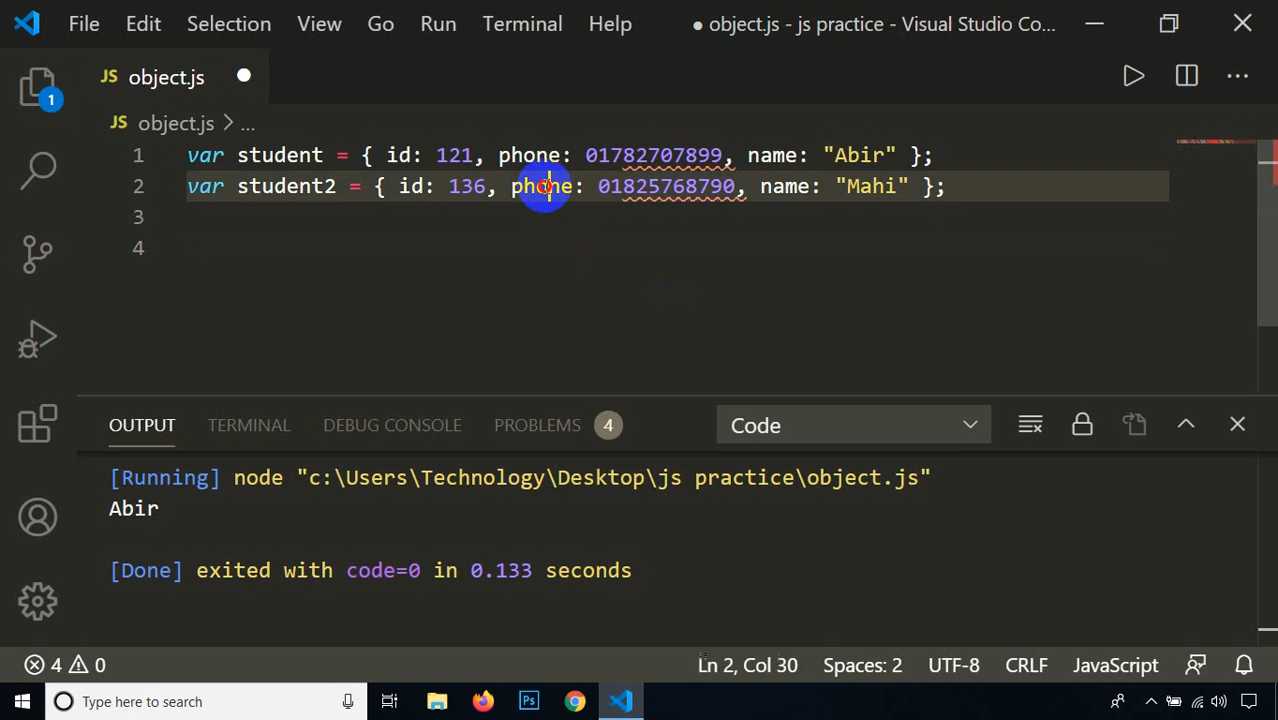 File Edit Selection View Go Run Terminal Help ● object.js - js practice - Visual Studio Co...
JS object.js
JS object.js > ...
1 var student = { id: 121, phone: 01782707899, name: "Abir" };
2 var student2 = { id: 136, phone: 01825768790, name: "Mahi" };
3
4
1
OUTPUT TERMINAL DEBUG CONSOLE PROBLEMS 4 Code
[Running] node "c:\Users\Technology\Desktop\js practice\object.js"
Abir
[Done] exited with code=0 in 0.133 seconds
4 0 Ln 2, Col 30 Spaces: 2 UTF-8 CRLF JavaScript
Type here to search Ps